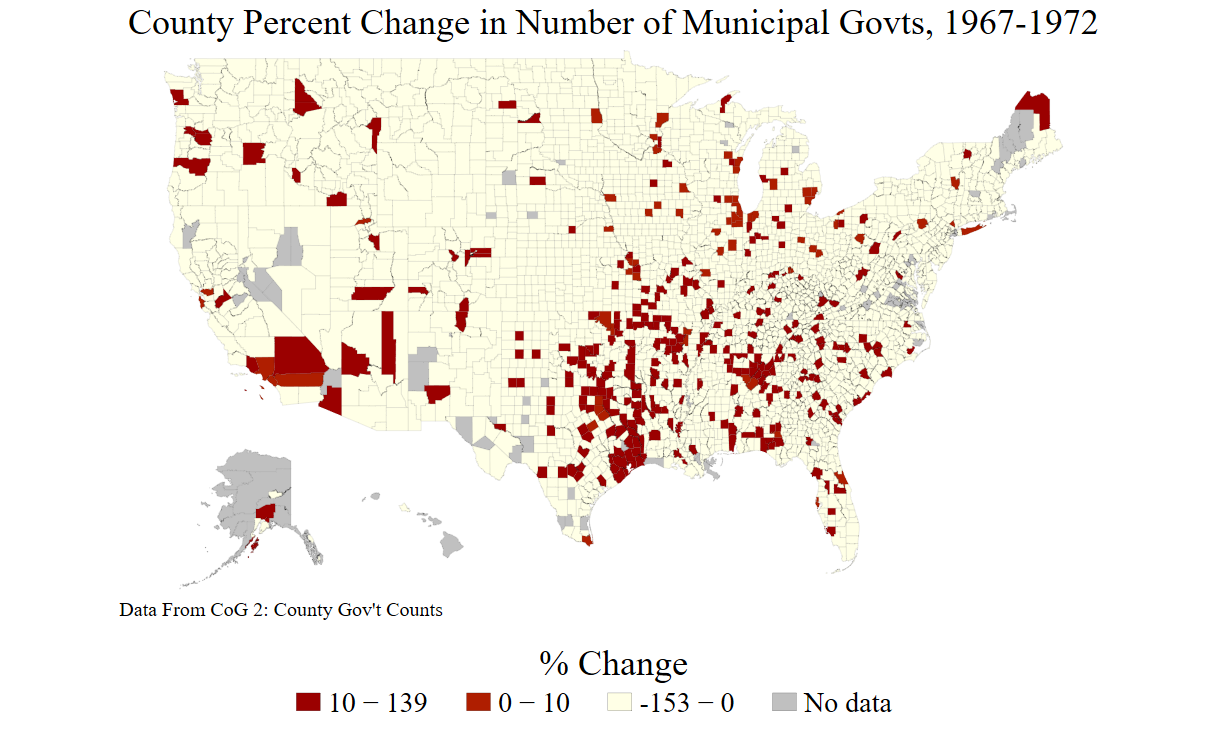 County Percent Change in Number of Municipal Govts, 1967-1972
Data From CoG 2: County Gov't Counts
% Change
10 − 139
0 − 10
-153 − 0
No data